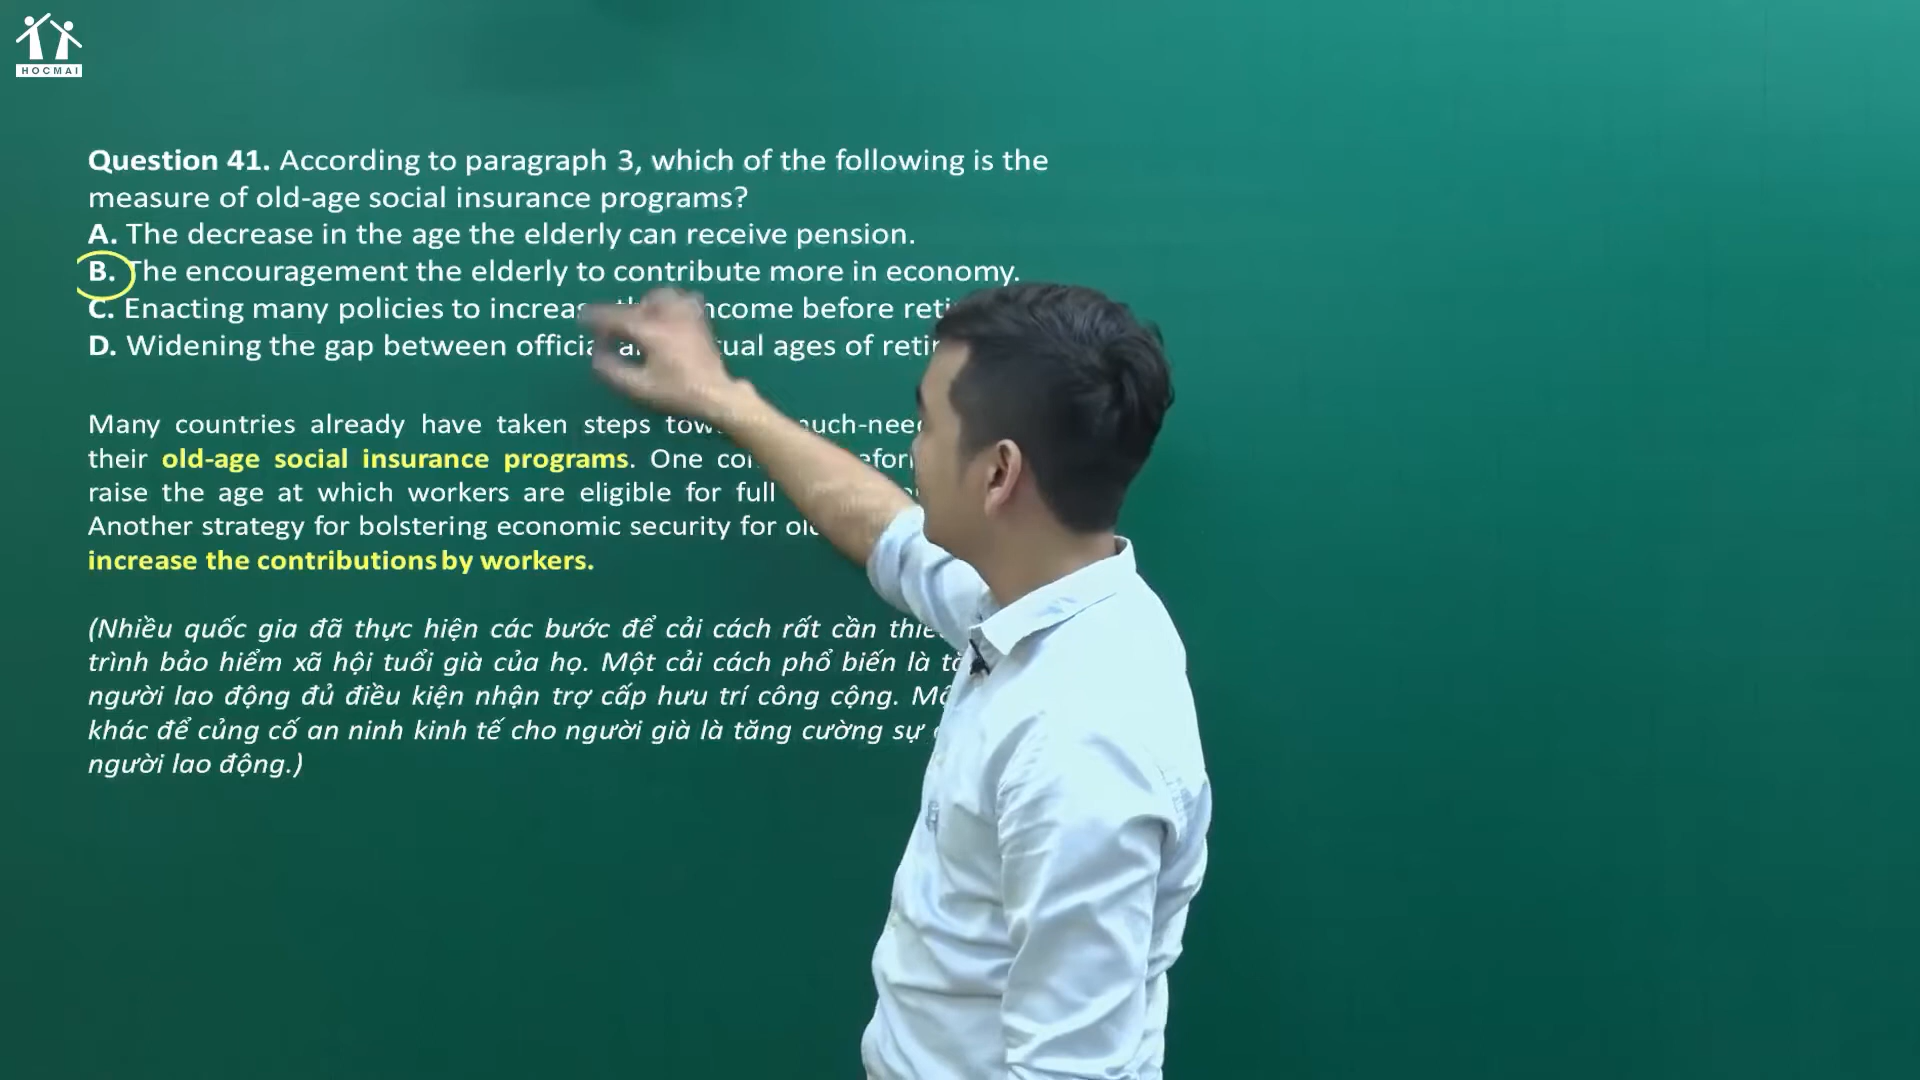 HOCMAI
Question 41. According to paragraph 3, which of the following is the
measure of old-age social insurance programs?
A. The decrease in the age the elderly can receive pension.
B. The encouragement the elderly to contribute more in economy.
C. Enacting many policies to income before
D. Widening the gap between ages of
Many countries already have taken steps
their old-age social insurance programs. One
raise the age at which workers are eligible for full
Another strategy for bolstering economic security for
increase the contributions by workers.
(Nhiều quốc gia đã thực hiện các bước để cải cách rất cần
trình bảo hiểm xã hội tuổi già của họ. Một cải cách phổ biến là
người lao động đủ điều kiện nhận trợ cấp hưu trí công cộng.
khác để củng cố an ninh kinh tế cho người già là tăng cường sự
người lao động.)